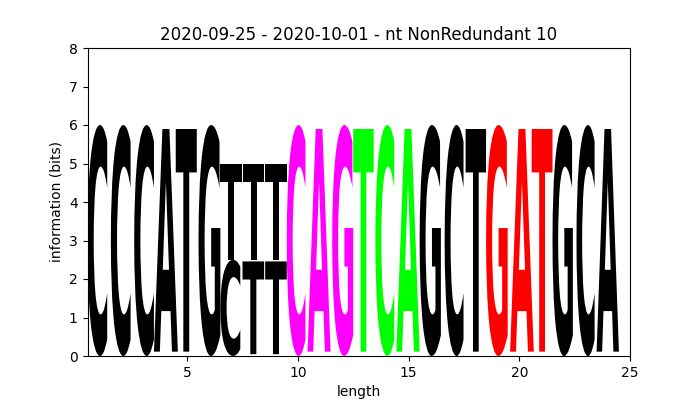 2020-09-25 - 2020-10-01 - nt NonRedundant 10
8
7
6
5
4
3
2
1
0
information (bits)
CCCATGTTTCAGTCAGCTGATGCA
CTT
5 10 15 20 25
length